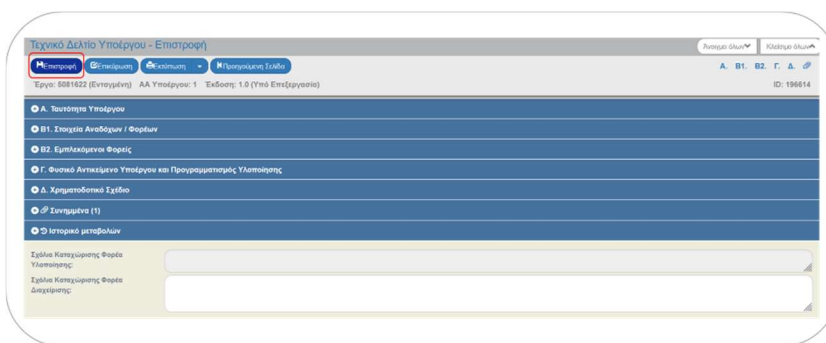 Τεχνικό Δελτίο Υποέργου - Επιστροφή
Άνοιγμα όλων Κλείσιμο όλων
Επιστροφή Επικύρωση Εκτύπωση Προηγούμενη Σελίδα
Α. Β1. Β2. Γ. Δ.
Έργο: 5081622 (Ενταγμένη) ΑΑ Υποέργου: 1 Έκδοση: 1.0 (Υπό Επεξεργασία)
ID: 196614
Α. Ταυτότητα Υποέργου
Β1. Στοιχεία Αναδόχων / Φορέων
Β2. Εμπλεκόμενοι Φορείς
Γ. Φυσικό Αντικείμενο Υποέργου και Προγραμματισμός Υλοποίησης
Δ. Χρηματοδοτικό Σχέδιο
Συνημμένα (1)
Ιστορικό μεταβολών
Σχόλια Καταχώρισης Φορέα
Υλοποίησης:
Σχόλια Καταχώρισης Φορέα
Διαχείρισης: